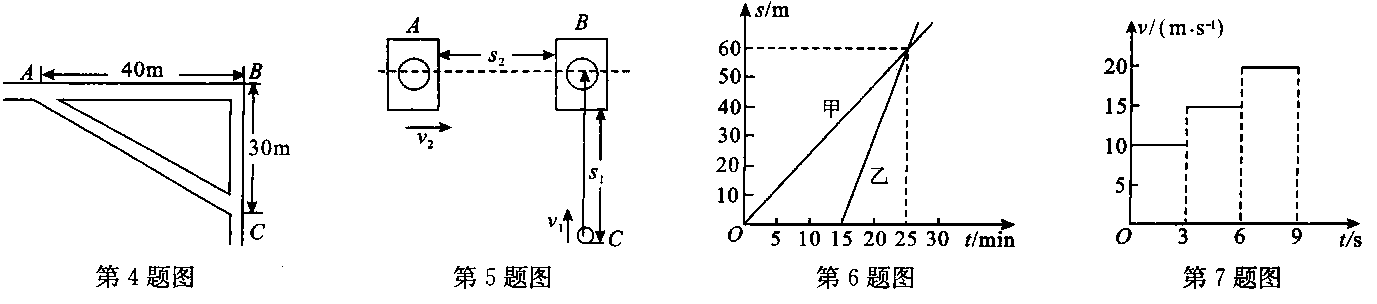 A 40m B
30m
C
第4题图
A B
s₂
v₂
s₁
v₁ C
第5题图
s/m
60
50
40
30
20
10
甲
乙
O 5 10 15 20 25 30 t/min
第6题图
v/(m·s⁻¹)
20
15
10
5
O 3 6 9 t/s
第7题图